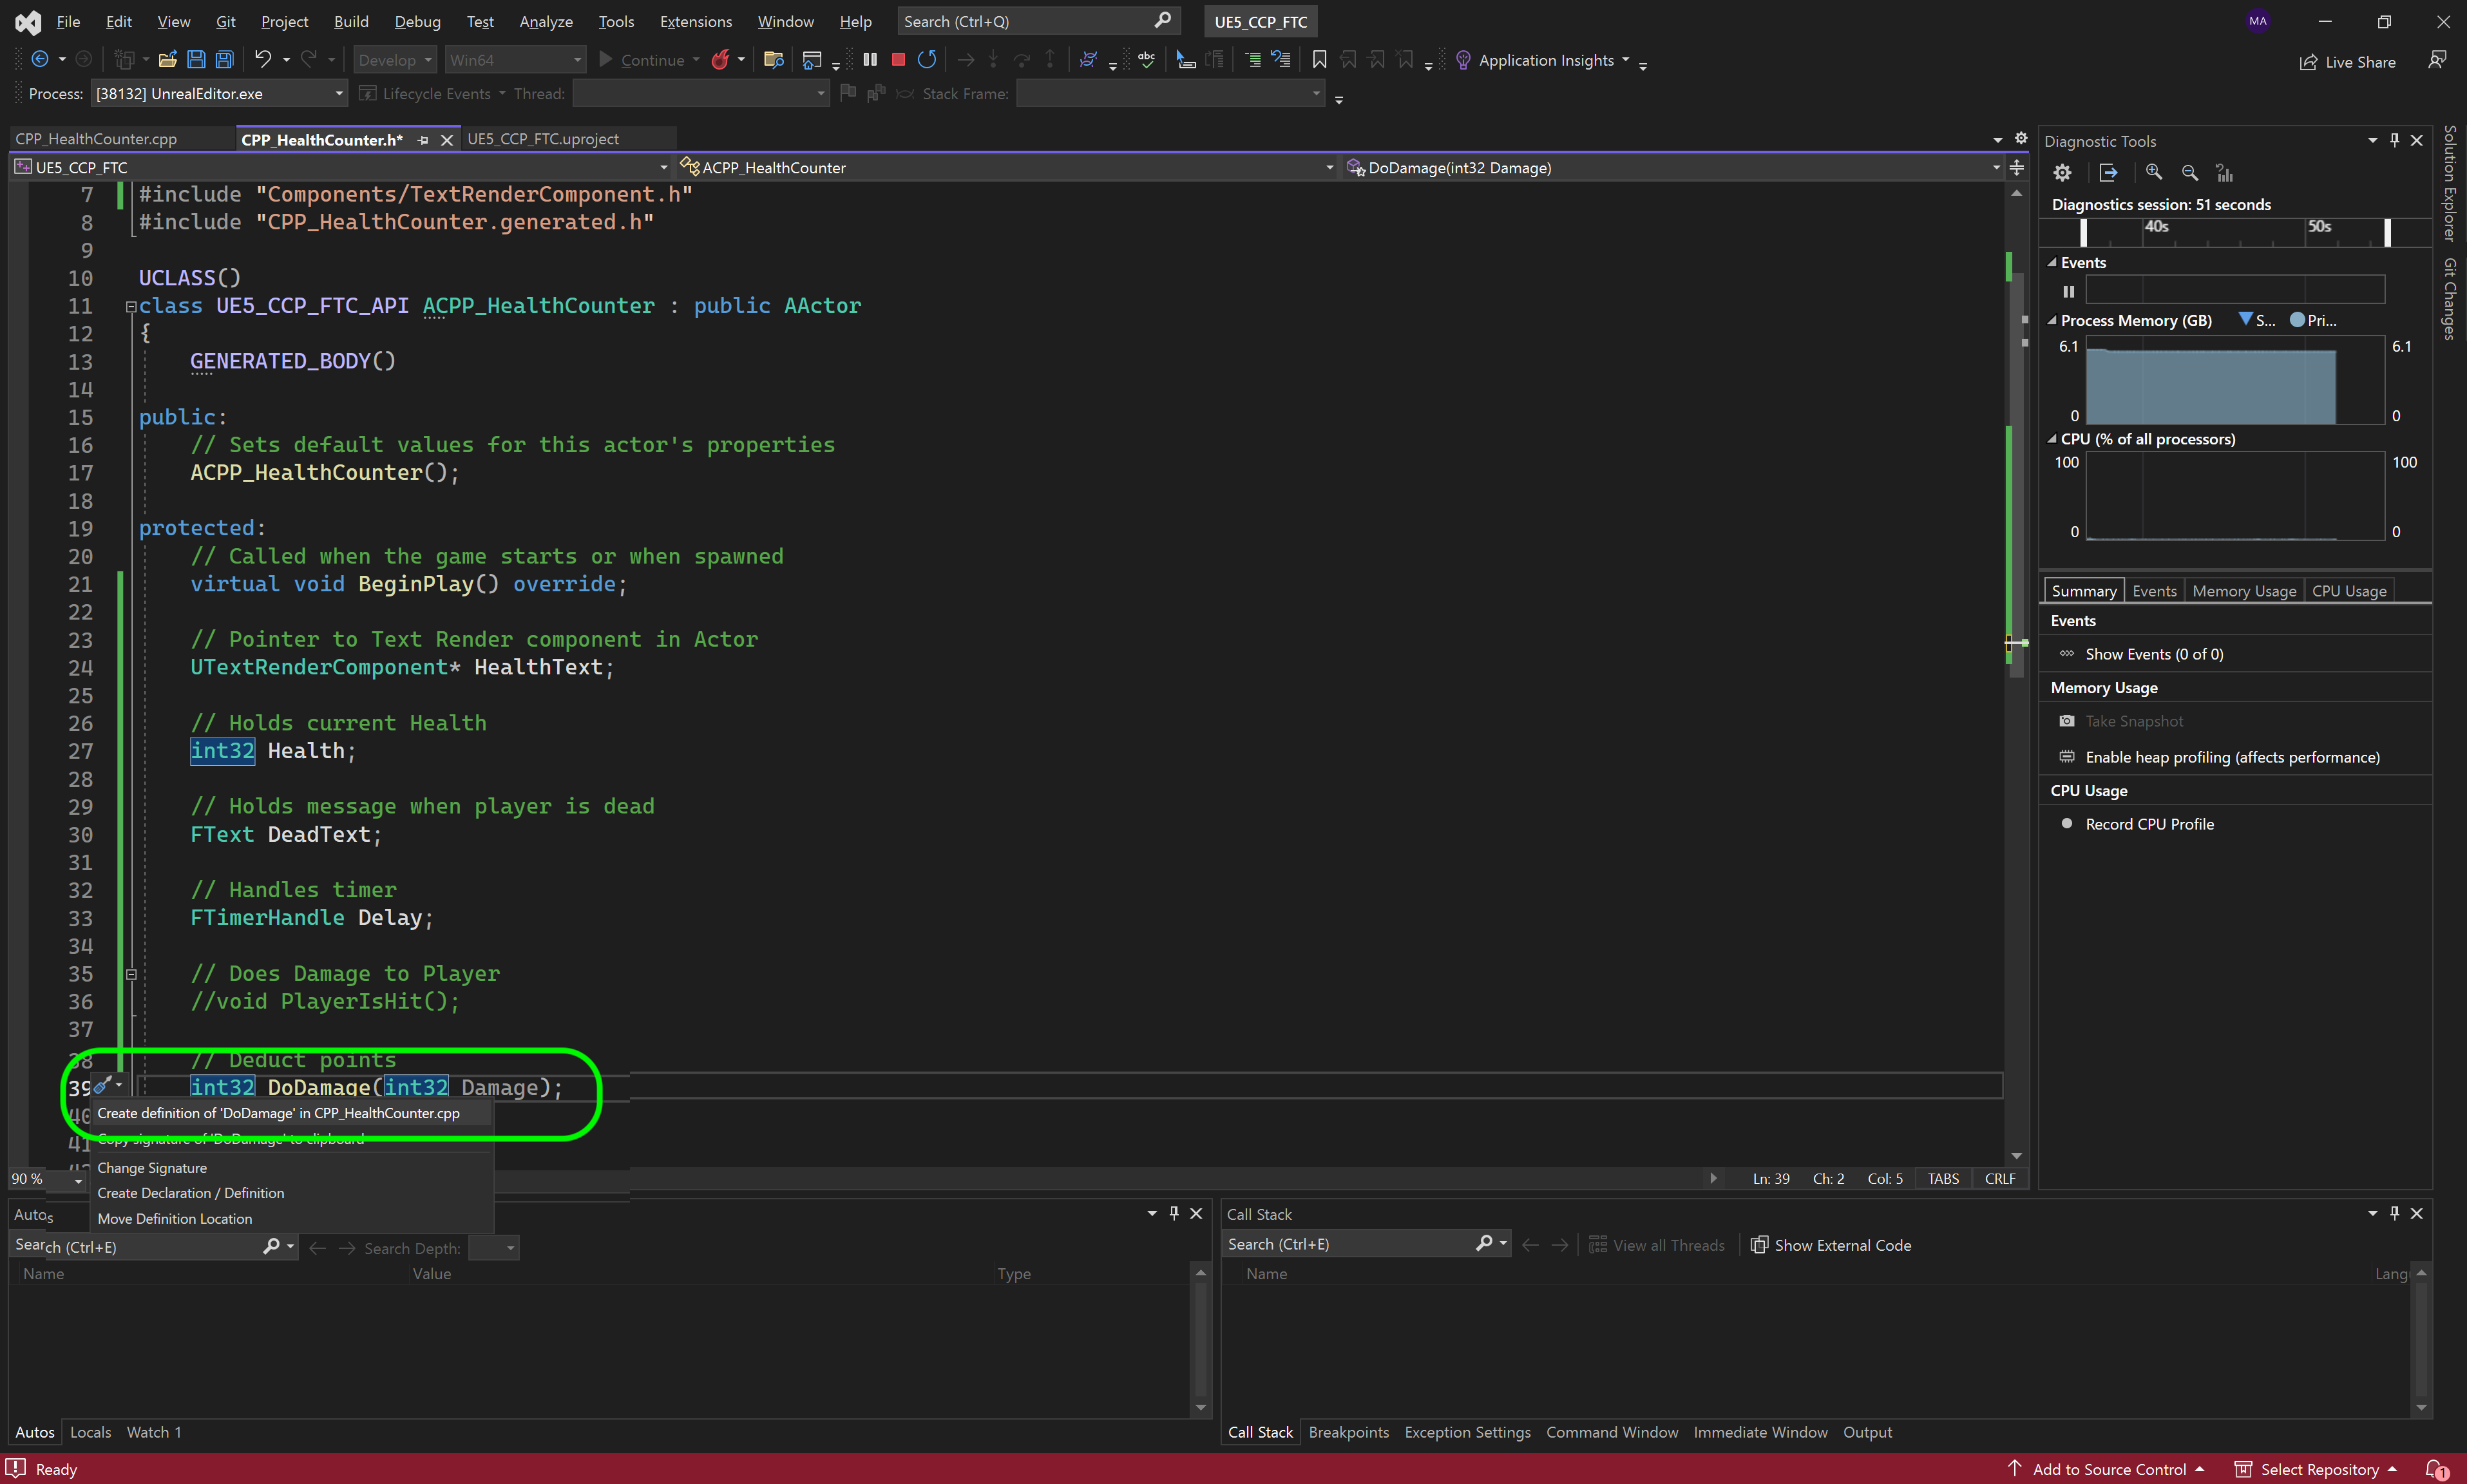 File Edit View Git Project Build Debug Test Analyze Tools Extensions Window Help Search (Ctrl+Q) UE5_CCP_FTC MA
Develop Win64 Continue Application Insights Live Share
Process: [38132] UnrealEditor.exe Lifecycle Events Thread: Stack Frame:
CPP_HealthCounter.cpp CPP_HealthCounter.h* UE5_CCP_FTC.uproject
UE5_CCP_FTC ACPP_HealthCounter DoDamage(int32 Damage)
7 #include "Components/TextRenderComponent.h"
8 #include "CPP_HealthCounter.generated.h"
9
10 UCLASS()
11 class UE5_CCP_FTC_API ACPP_HealthCounter : public AActor
12 {
13 GENERATED_BODY()
14
15 public:
16 // Sets default values for this actor's properties
17 ACPP_HealthCounter();
18
19 protected:
20 // Called when the game starts or when spawned
21 virtual void BeginPlay() override;
22
23 // Pointer to Text Render component in Actor
24 UTextRenderComponent* HealthText;
25
26 // Holds current Health
27 int32 Health;
28
29 // Holds message when player is dead
30 FText DeadText;
31
32 // Handles timer
33 FTimerHandle Delay;
34
35 // Does Damage to Player
36 //void PlayerIsHit();
37
38 // Deduct points
39 int32 DoDamage(int32 Damage);
40
41
Create definition of 'DoDamage' in CPP_HealthCounter.cpp
Copy signature of 'DoDamage' to clipboard
Change Signature
Create Declaration / Definition
Move Definition Location
90 % Ln: 39 Ch: 2 Col: 5 TABS CRLF
Autos
Search (Ctrl+E) Search Depth:
Name Value Type
Autos Locals Watch 1
Call Stack
Search (Ctrl+E) View all Threads Show External Code
Name Langu
Call Stack Breakpoints Exception Settings Command Window Immediate Window Output
Diagnostic Tools
Diagnostics session: 51 seconds
40s 50s
Events
Process Memory (GB) S... Pri...
6.1 6.1
0 0
CPU (% of all processors)
100 100
0 0
Summary Events Memory Usage CPU Usage
Events
Show Events (0 of 0)
Memory Usage
Take Snapshot
Enable heap profiling (affects performance)
CPU Usage
Record CPU Profile
Solution Explorer
Git Changes
Ready Add to Source Control Select Repository 1